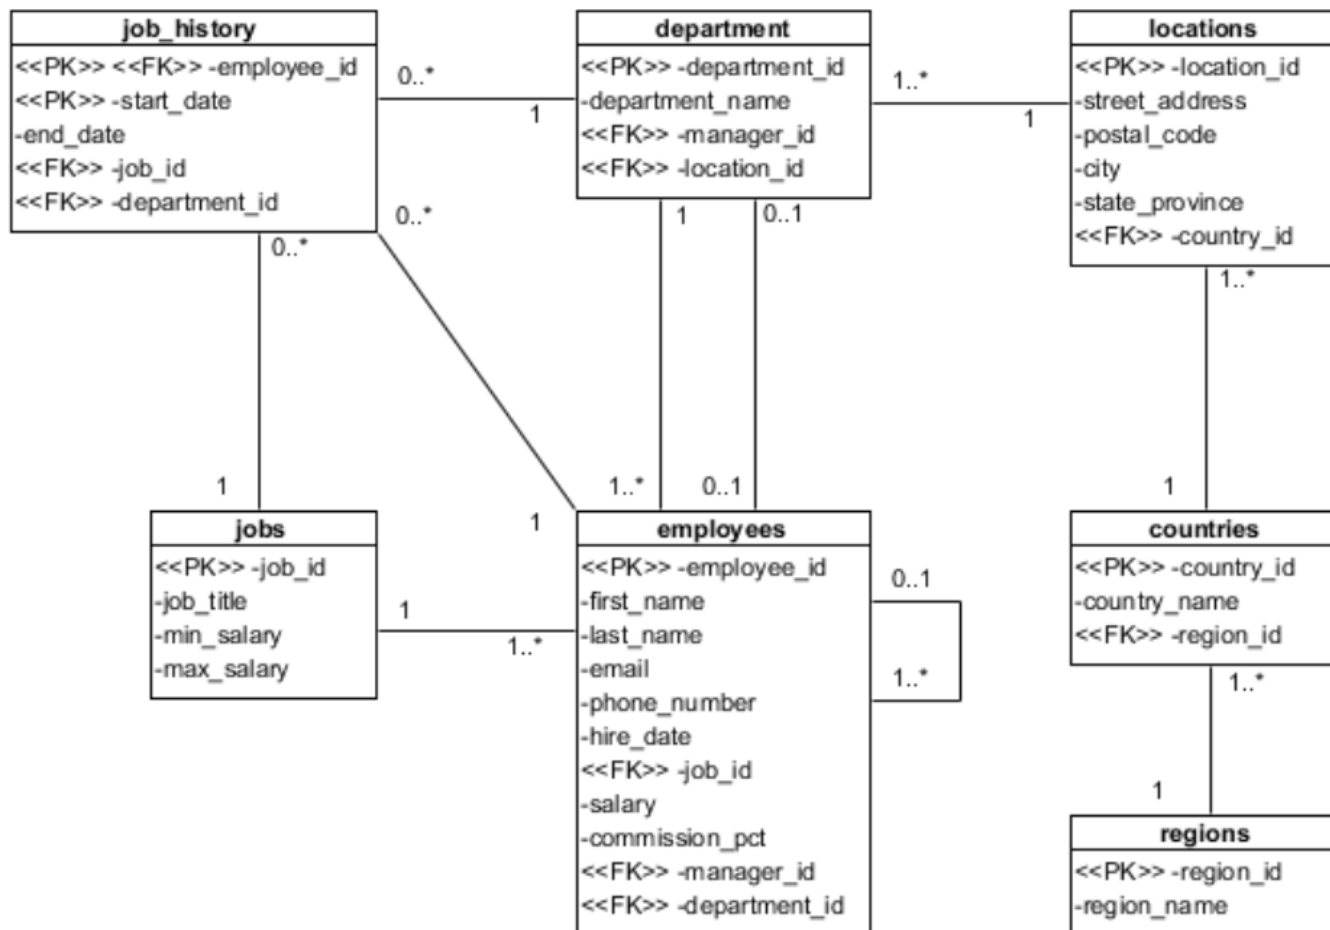 job_history
<<PK>> <<FK>> -employee_id
<<PK>> -start_date
-end_date
<<FK>> -job_id
<<FK>> -department_id
0..*
1
department
<<PK>> -department_id
-department_name
<<FK>> -manager_id
<<FK>> -location_id
1..*
1
locations
<<PK>> -location_id
-street_address
-postal_code
-city
-state_province
<<FK>> -country_id
0..*
0..*
1
0..1
1..*
1
1
1..*
0..1
1
jobs
<<PK>> -job_id
-job_title
-min_salary
-max_salary
1
1..*
employees
<<PK>> -employee_id
-first_name
-last_name
-email
-phone_number
-hire_date
<<FK>> -job_id
-salary
-commission_pct
<<FK>> -manager_id
<<FK>> -department_id
0..1
1..*
countries
<<PK>> -country_id
-country_name
<<FK>> -region_id
1..*
1
regions
<<PK>> -region_id
-region_name